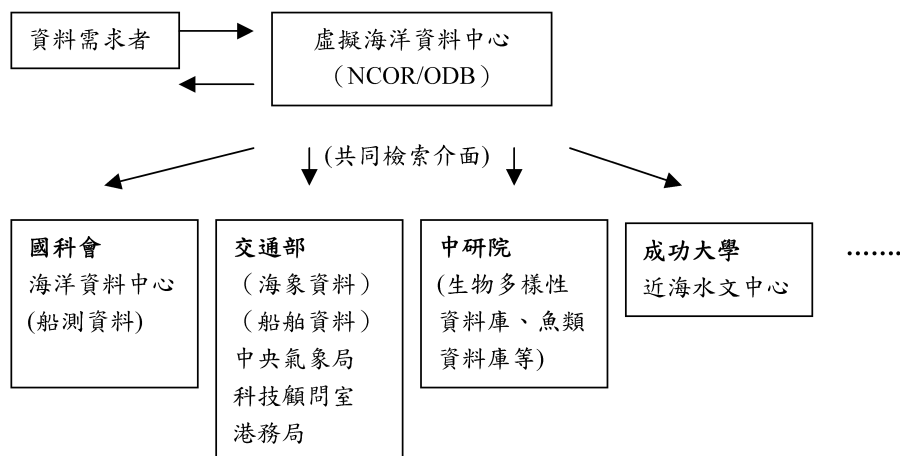 資料需求者
虛擬海洋資料中心
（NCOR/ODB）
(共同檢索介面)
國科會
海洋資料中心
(船測資料)
交通部
（海象資料）
（船舶資料）
中央氣象局
科技顧問室
港務局
中研院
(生物多樣性
資料庫、魚類
資料庫等)
成功大學
近海水文中心
.......